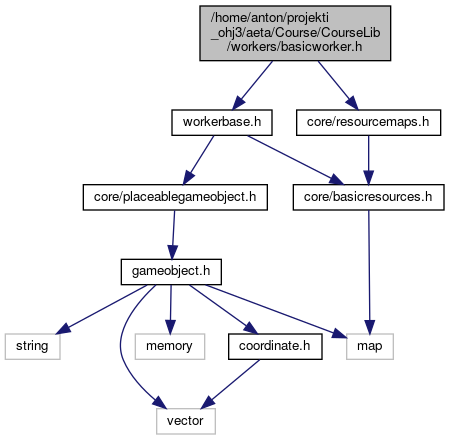 /home/anton/projekti
_ohj3/aeta/Course/CourseLib
/workers/basicworker.h
workerbase.h
core/resourcemaps.h
core/placeablegameobject.h
core/basicresources.h
gameobject.h
string
memory
coordinate.h
map
vector